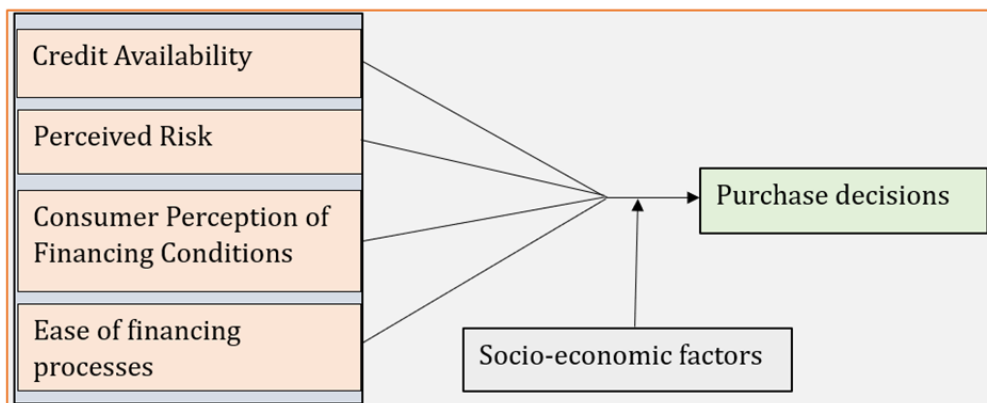 Credit Availability
Perceived Risk
Consumer Perception of
Financing Conditions
Ease of financing
processes
Purchase decisions
Socio-economic factors